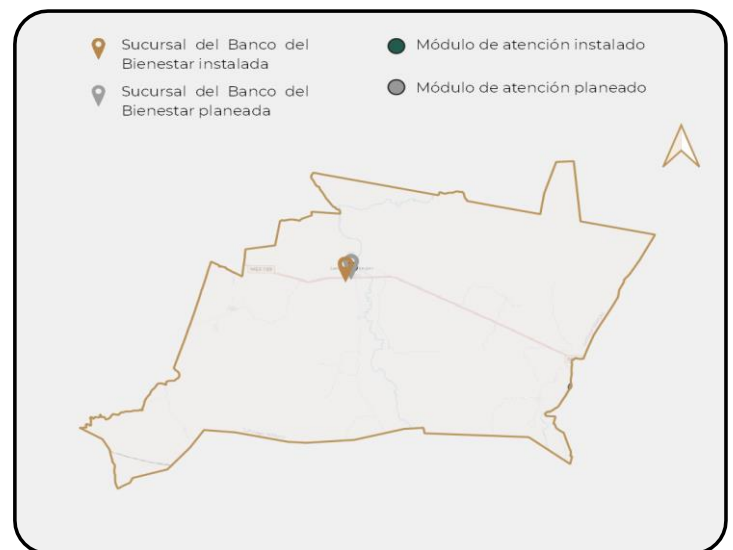 Sucursal del Banco del
Bienestar instalada
Sucursal del Banco del
Bienestar planeada
Módulo de atención instalado
Módulo de atención planeado